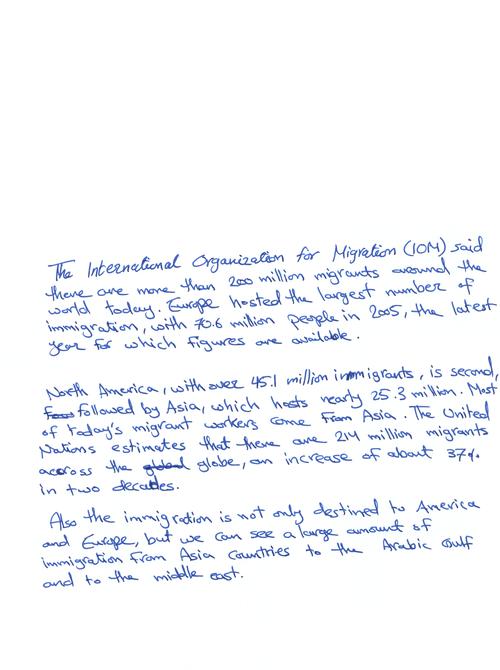 The International Organization for Migration (IOM) said
there are more than 200 million migrants around the
world today. Europe hosted the largest number of
immigration, with 70.6 million people in 2005, the latest
year for which figures are available.
North America, with over 45.1 million immigrants, is second,
followed by Asia, which hosts nearly 25.3 million. Most
of today's migrant workers come from Asia. The United
Nations estimates that there are 214 million migrants
across the globe, an increase of about 37%
in two decades.
Also the immigration is not only destined to America
and Europe, but we can see a large amount of
immigration from Asia countries to the Arabic Gulf
and to the middle east.